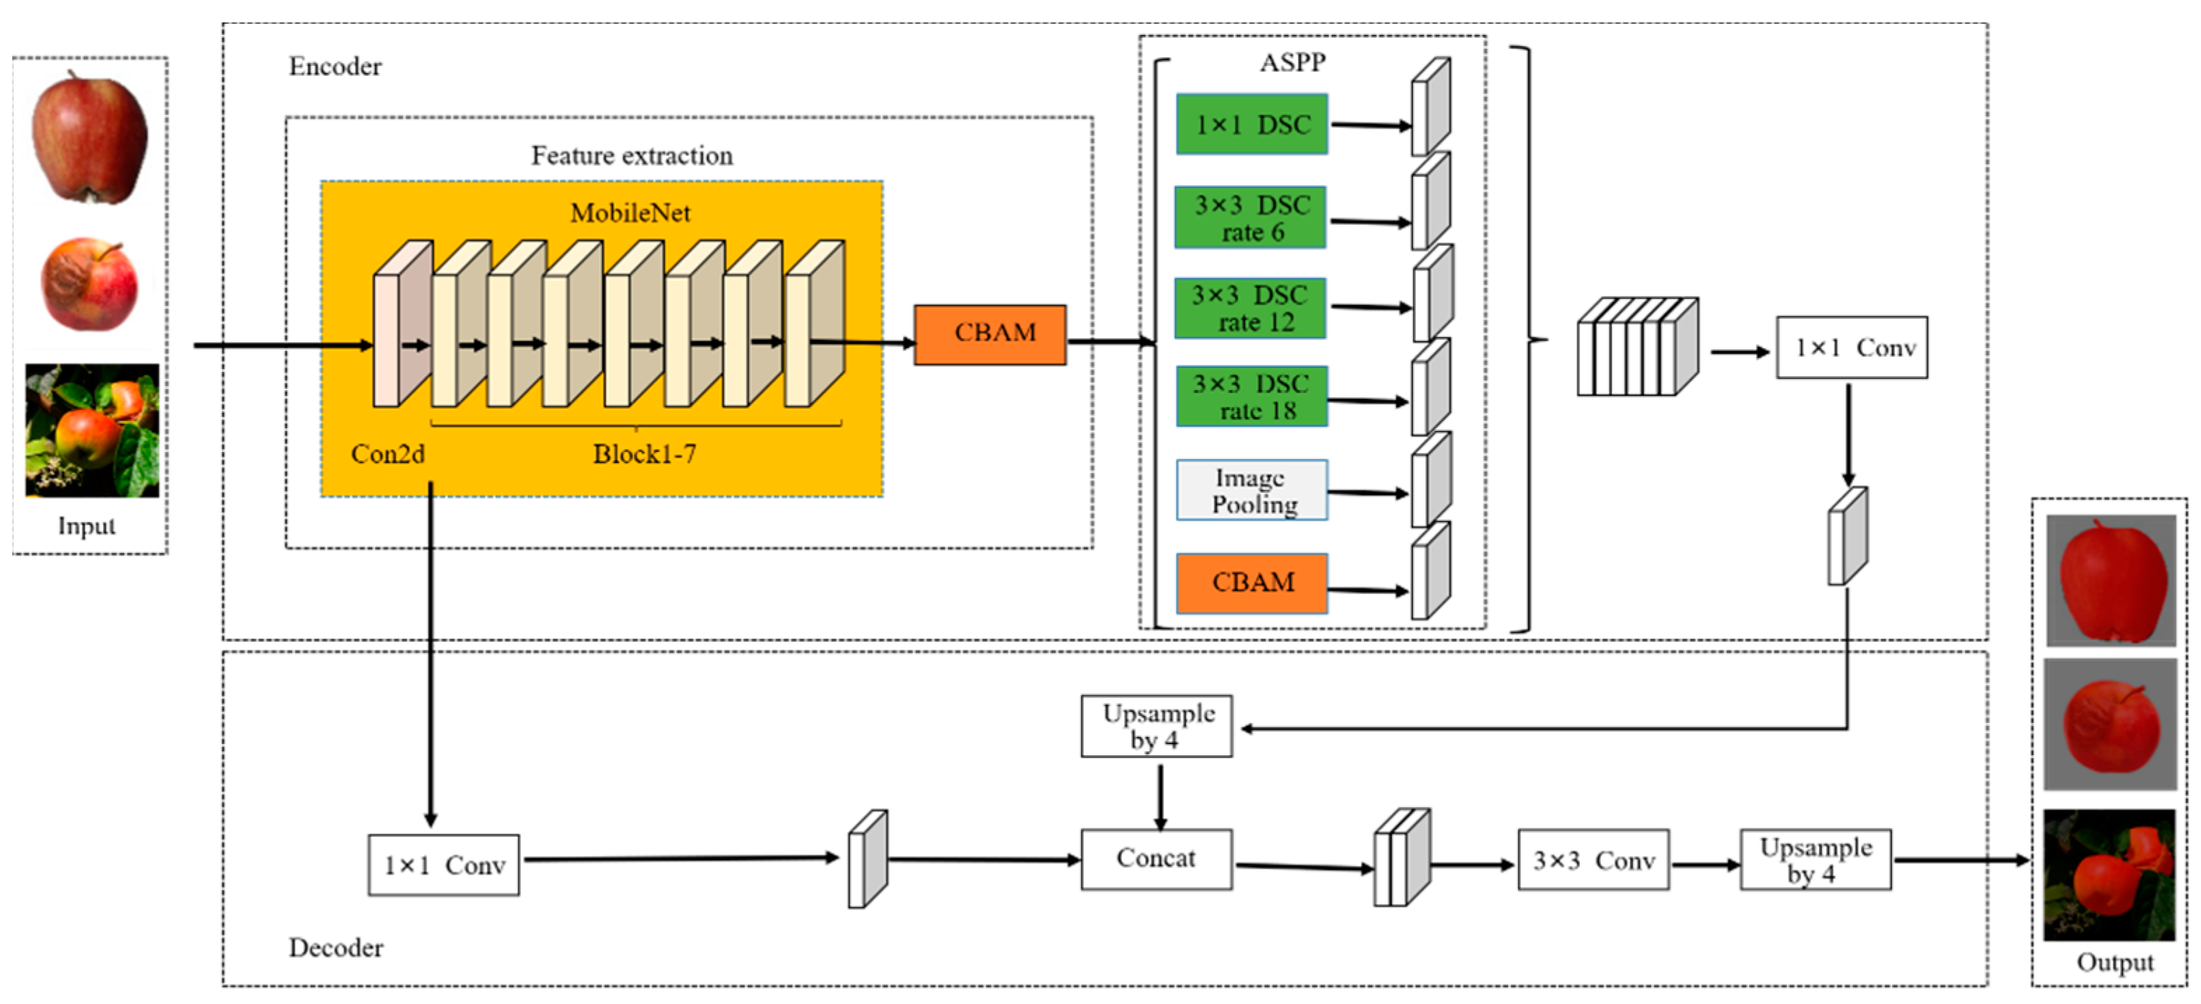 Encoder
ASPP
1×1 DSC
Feature extraction
3×3 DSC
rate 6
MobileNet
3×3 DSC
rate 12
CBAM
1×1 Conv
3×3 DSC
rate 18
Con2d
Block1-7
Image
Pooling
Input
CBAM
Upsample
by 4
1×1 Conv
Concat
3×3 Conv
Upsample
by 4
Decoder
Output